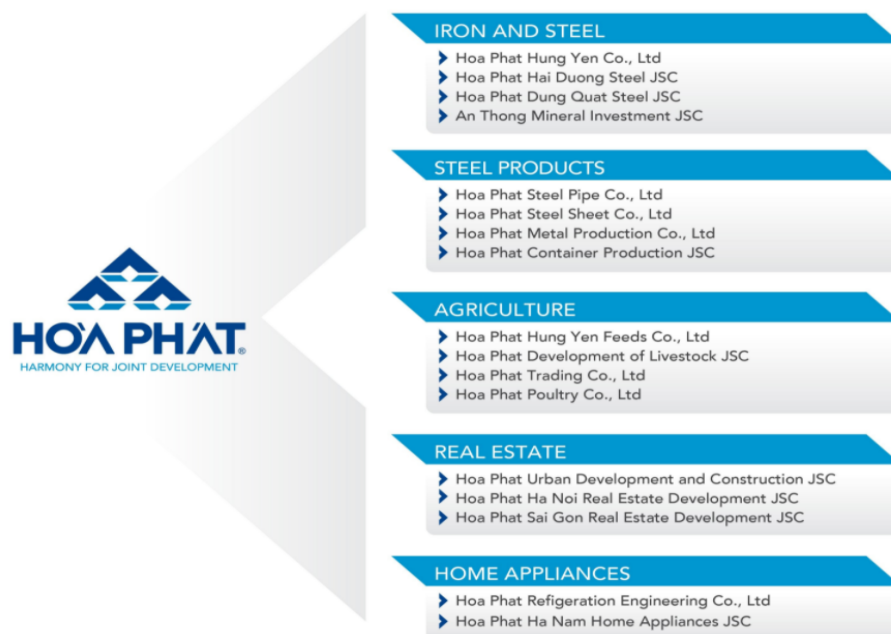 HÒA PHÁT®
HARMONY FOR JOINT DEVELOPMENT
IRON AND STEEL
Hoa Phat Hung Yen Co., Ltd
Hoa Phat Hai Duong Steel JSC
Hoa Phat Dung Quat Steel JSC
An Thong Mineral Investment JSC
STEEL PRODUCTS
Hoa Phat Steel Pipe Co., Ltd
Hoa Phat Steel Sheet Co., Ltd
Hoa Phat Metal Production Co., Ltd
Hoa Phat Container Production JSC
AGRICULTURE
Hoa Phat Hung Yen Feeds Co., Ltd
Hoa Phat Development of Livestock JSC
Hoa Phat Trading Co., Ltd
Hoa Phat Poultry Co., Ltd
REAL ESTATE
Hoa Phat Urban Development and Construction JSC
Hoa Phat Ha Noi Real Estate Development JSC
Hoa Phat Sai Gon Real Estate Development JSC
HOME APPLIANCES
Hoa Phat Refigeration Engineering Co., Ltd
Hoa Phat Ha Nam Home Appliances JSC